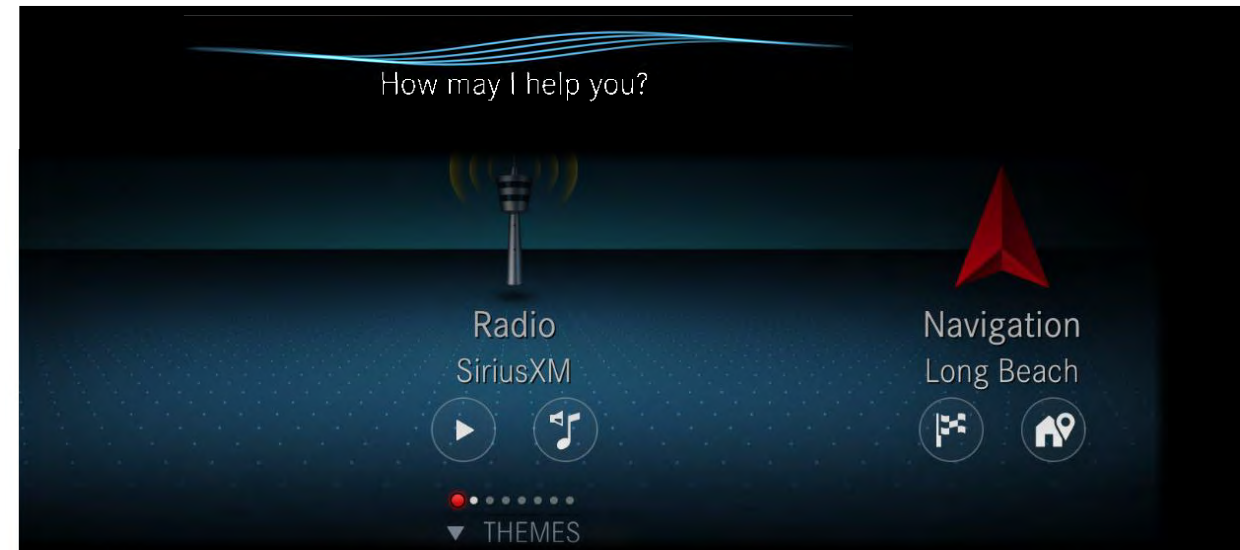 How may I help you?
Radio
SiriusXM
Navigation
Long Beach
THEMES